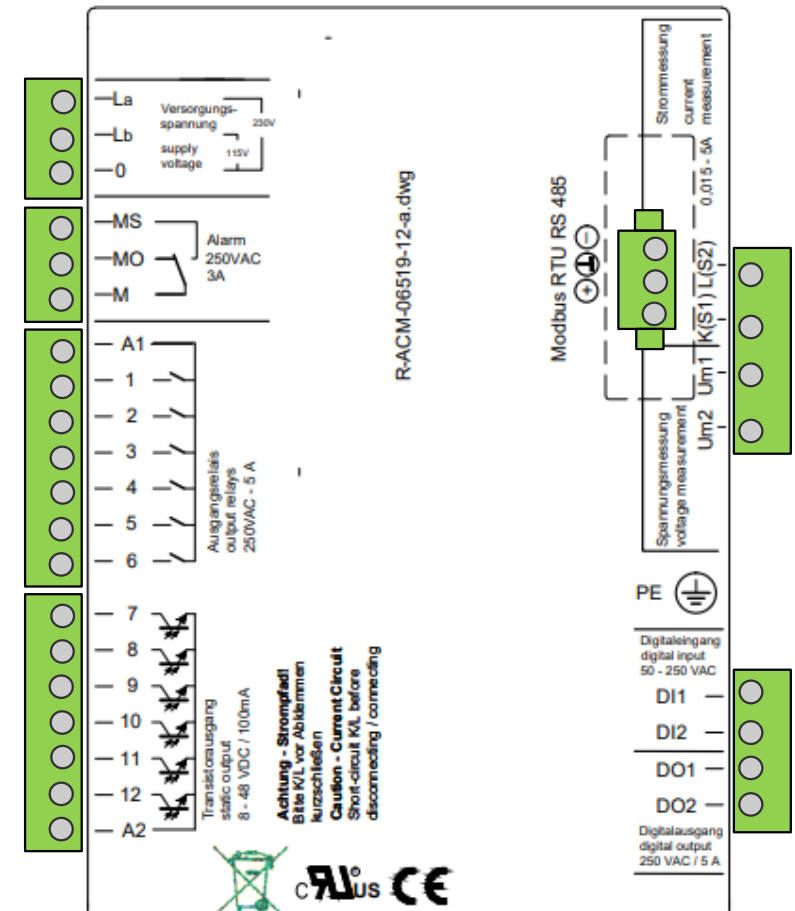 La
Versorgungs-
spannung
230V
Lb
supply
voltage
115V
0
MS
MO
M
Alarm
250VAC
3A
A1
1
2
3
4
5
6
Ausgangsrelais
output relays
250VAC - 5 A
7
8
9
10
11
12
A2
Transistorausgang
static output
8 - 48 VDC / 100mA
Achtung - Strompfad!
Bitte K/L vor Abklemmen
kurzschließen
Caution - Current Circuit
Short-circuit K/L before
disconnecting / connecting
R-ACM-06519-12-a.dwg
Modbus RTU RS 485
Strommessung
current
measurement
0,015 - 5A
L(S2)
K(S1)
Um1
Um2
Spannungsmessung
voltage measurement
PE
Digitaleingang
digital input
50 - 250 VAC
DI1
DI2
DO1
DO2
Digitalausgang
digital output
250 VAC / 5 A
C RU US CE